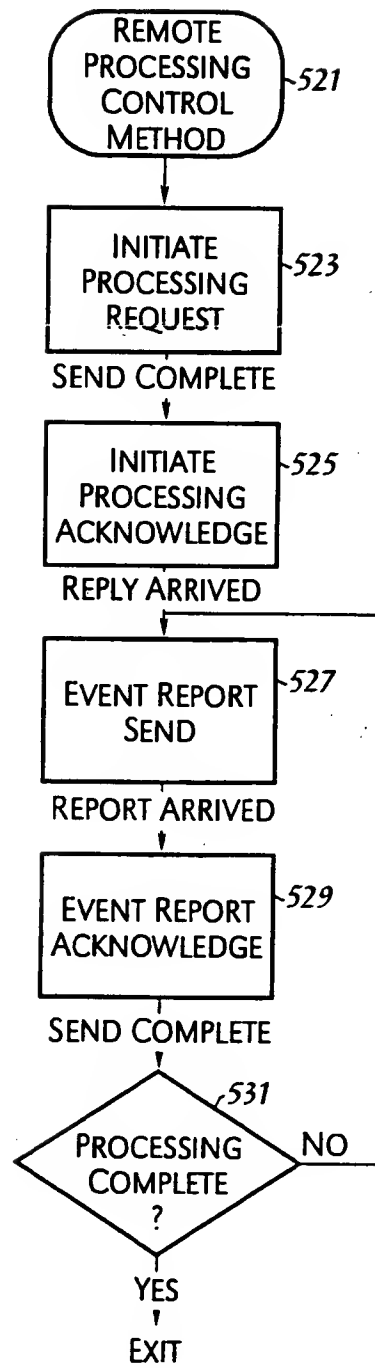 REMOTE
PROCESSING
CONTROL
METHOD
521
INITIATE
PROCESSING
REQUEST
523
SEND COMPLETE
INITIATE
PROCESSING
ACKNOWLEDGE
525
REPLY ARRIVED
EVENT REPORT
SEND
527
REPORT ARRIVED
EVENT REPORT
ACKNOWLEDGE
529
SEND COMPLETE
531
PROCESSING
COMPLETE
?
NO
YES
EXIT